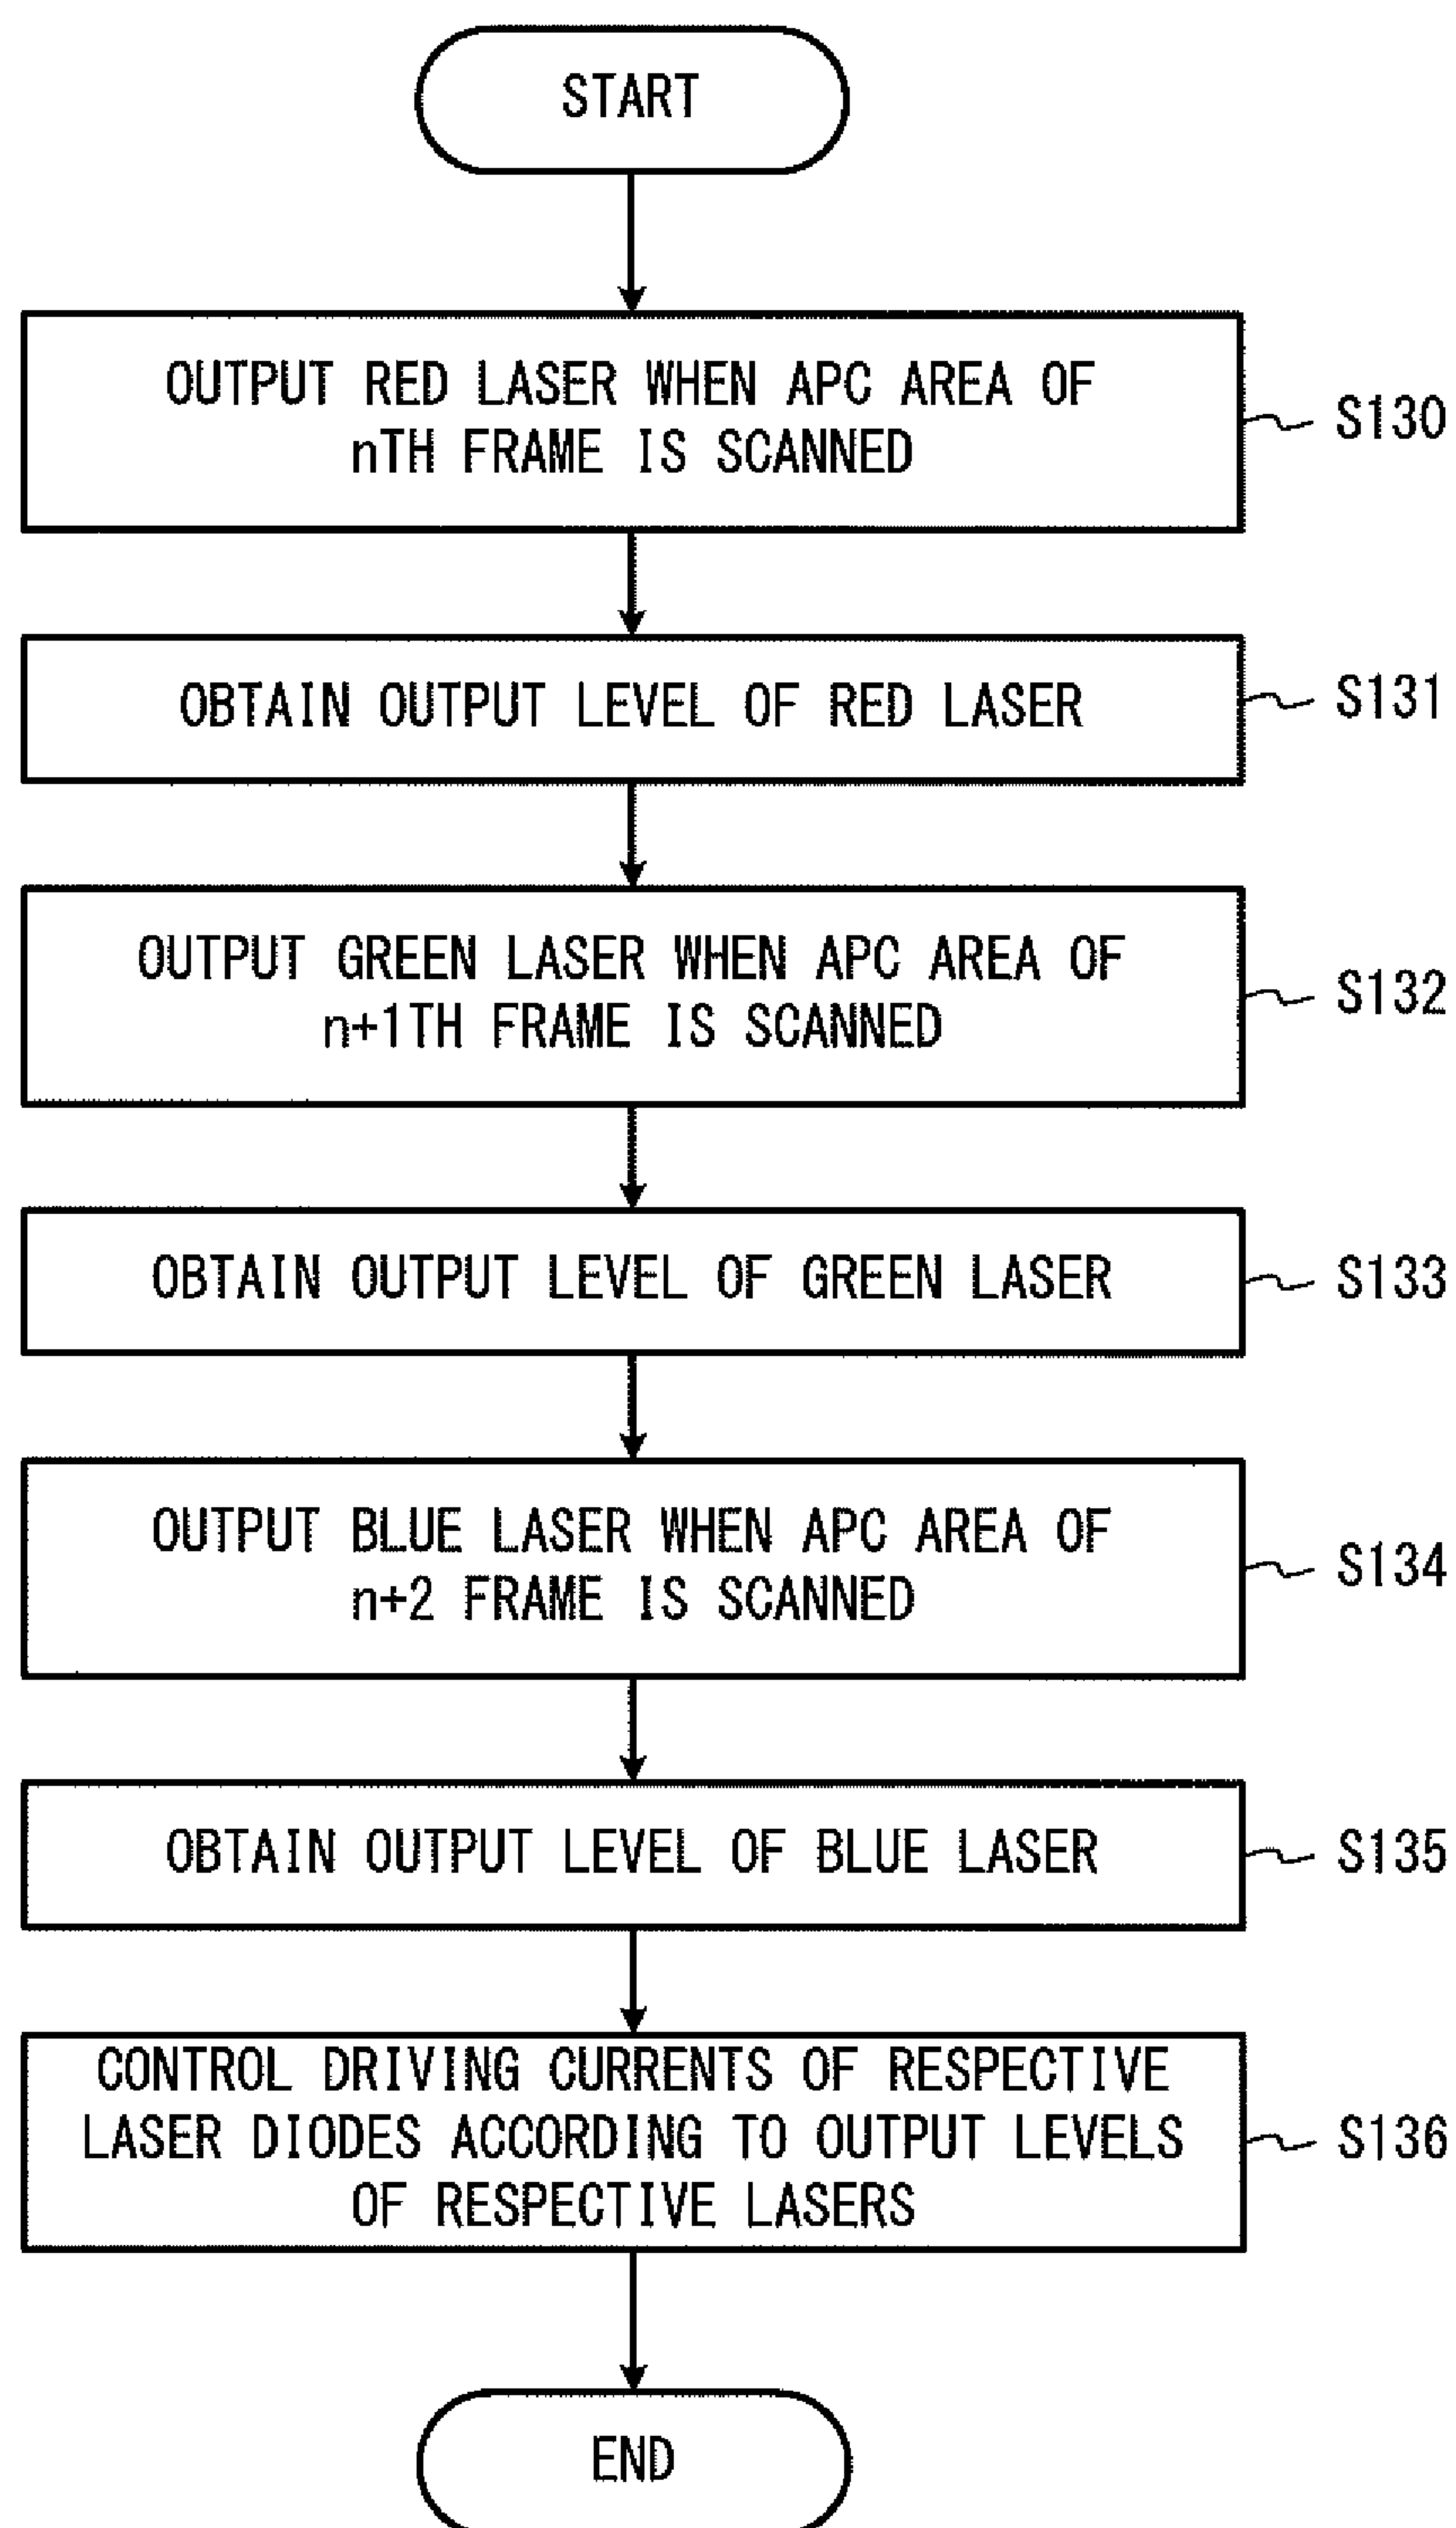 START
OUTPUT RED LASER WHEN APC AREA OF
nTH FRAME IS SCANNED
S130
OBTAIN OUTPUT LEVEL OF RED LASER
S131
OUTPUT GREEN LASER WHEN APC AREA OF
n+1TH FRAME IS SCANNED
S132
OBTAIN OUTPUT LEVEL OF GREEN LASER
S133
OUTPUT BLUE LASER WHEN APC AREA OF
n+2 FRAME IS SCANNED
S134
OBTAIN OUTPUT LEVEL OF BLUE LASER
S135
CONTROL DRIVING CURRENTS OF RESPECTIVE
LASER DIODES ACCORDING TO OUTPUT LEVELS
OF RESPECTIVE LASERS
S136
END